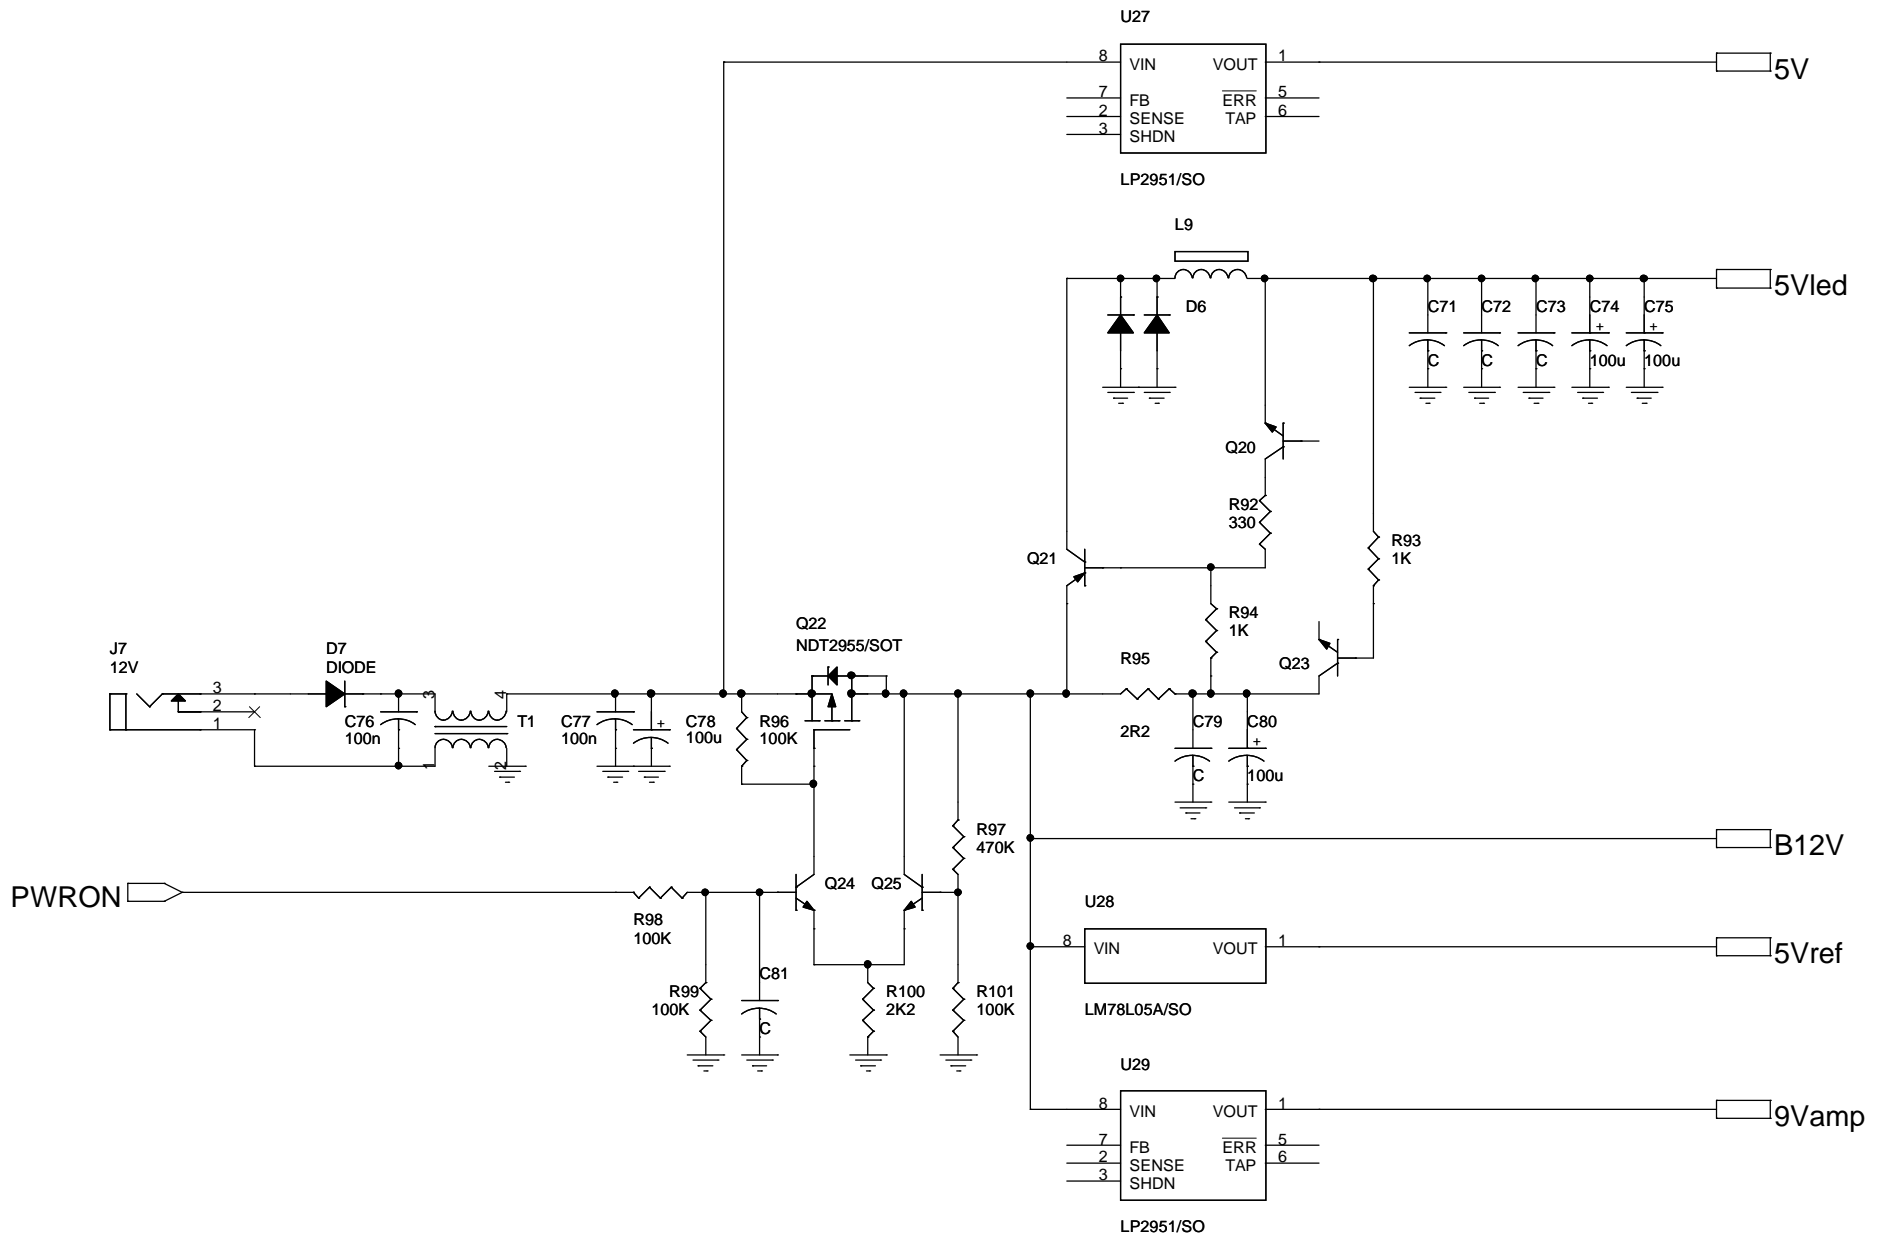 U27
8
VIN
VOUT
1
5V
7
FB
ERR
5
2
SENSE
TAP
6
3
SHDN
LP2951/SO
L9
5Vled
D6
C71
C72
C73
C74
C75
+
+
C
C
C
100u
100u
Q20
R92
330
Q21
R93
1K
R94
1K
Q22
NDT2955/SOT
J7
12V
D7
DIODE
R95
Q23
3
2
1
3
4
T1
1
2
C76
100n
C77
100n
+
C78
100u
R96
100K
2R2
C79
C
C80
+
100u
R97
470K
B12V
PWRON
Q24
Q25
R98
100K
U28
8
VIN
VOUT
1
5Vref
LM78L05A/SO
R99
100K
C81
C
R100
2K2
R101
100K
U29
8
VIN
VOUT
1
9Vamp
7
FB
ERR
5
2
SENSE
TAP
6
3
SHDN
LP2951/SO